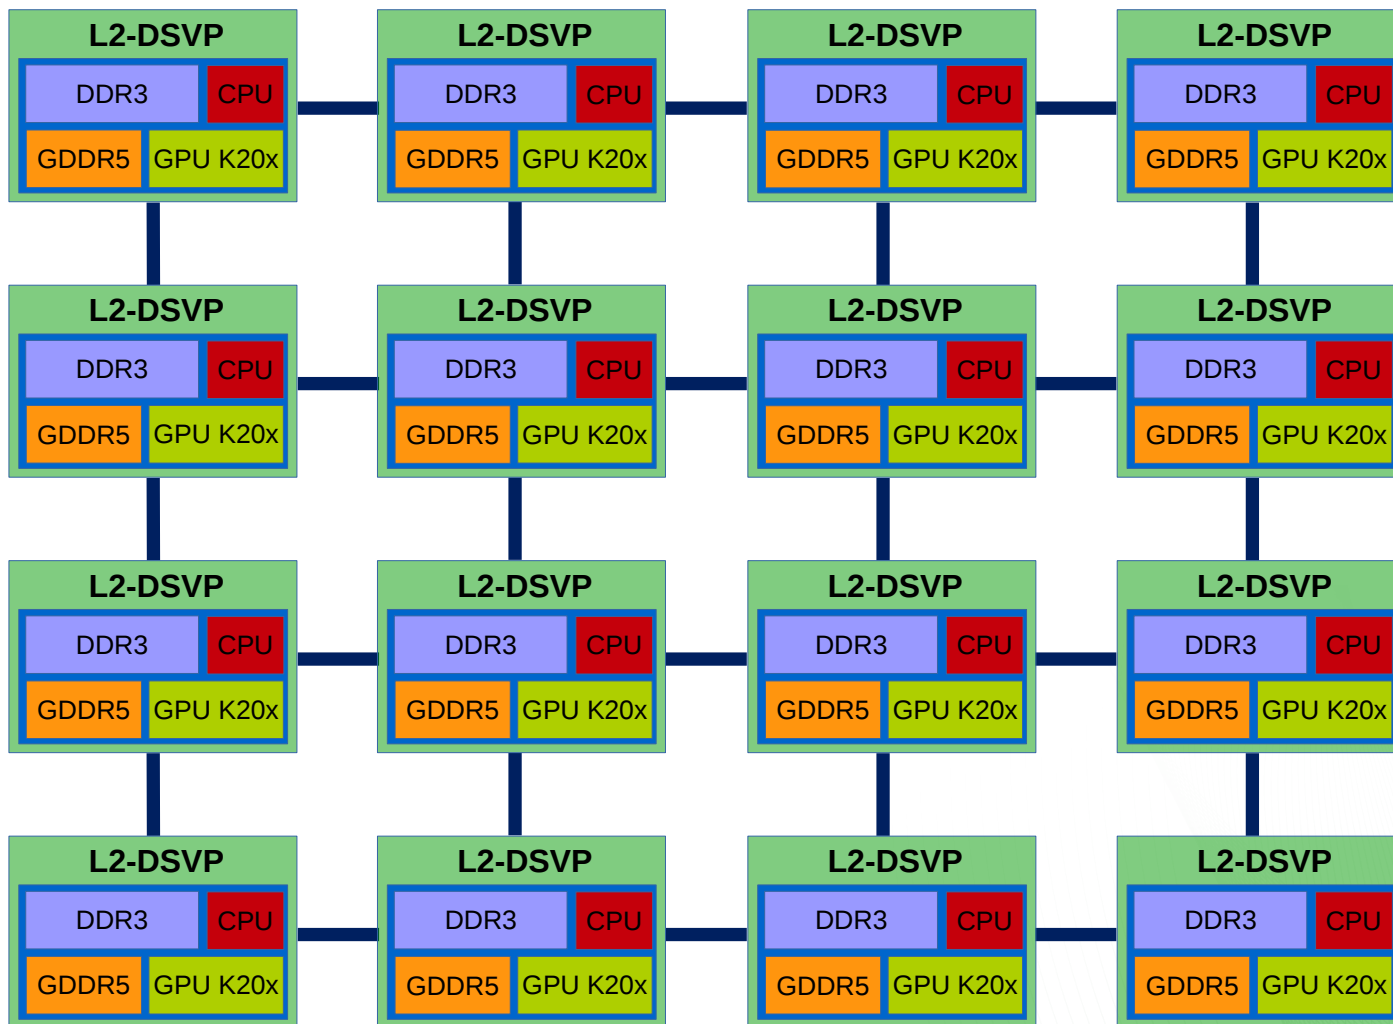 L2-DSVP L2-DSVP L2-DSVP L2-DSVP
DDR3 CPU DDR3 CPU DDR3 CPU DDR3 CPU
GDDR5 GPU K20x GDDR5 GPU K20x GDDR5 GPU K20x GDDR5 GPU K20x
L2-DSVP L2-DSVP L2-DSVP L2-DSVP
DDR3 CPU DDR3 CPU DDR3 CPU DDR3 CPU
GDDR5 GPU K20x GDDR5 GPU K20x GDDR5 GPU K20x GDDR5 GPU K20x
L2-DSVP L2-DSVP L2-DSVP L2-DSVP
DDR3 CPU DDR3 CPU DDR3 CPU DDR3 CPU
GDDR5 GPU K20x GDDR5 GPU K20x GDDR5 GPU K20x GDDR5 GPU K20x
L2-DSVP L2-DSVP L2-DSVP L2-DSVP
DDR3 CPU DDR3 CPU DDR3 CPU DDR3 CPU
GDDR5 GPU K20x GDDR5 GPU K20x GDDR5 GPU K20x GDDR5 GPU K20x